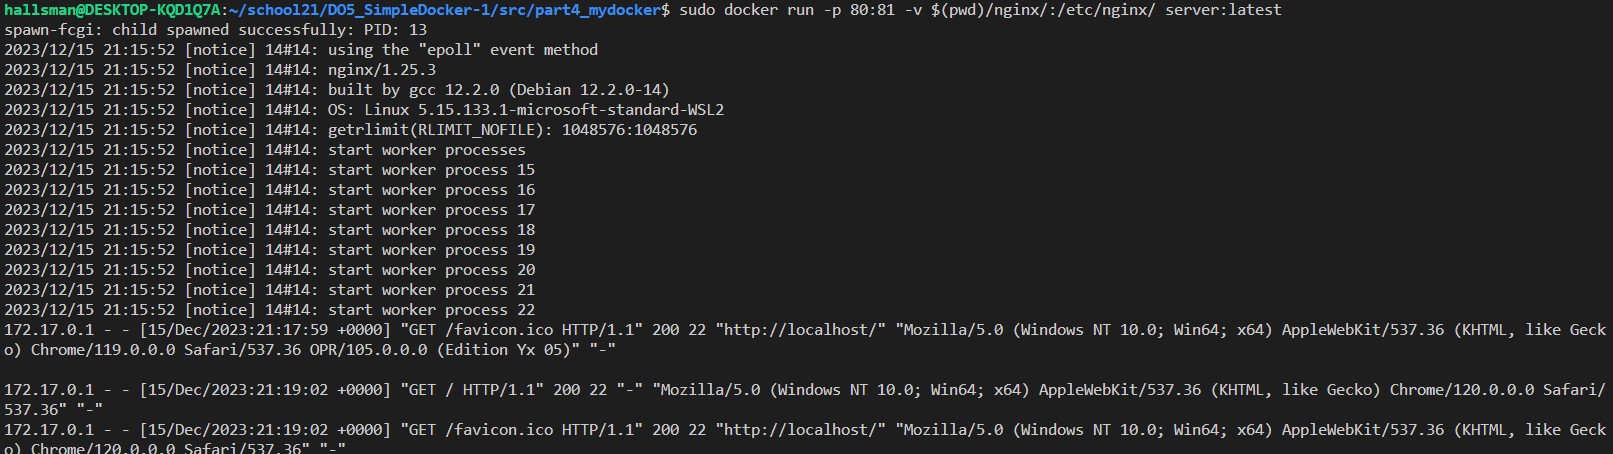 hallsman@DESKTOP-KQD1Q7A:~/school21/DO5_SimpleDocker-1/src/part4_mydocker$ sudo docker run -p 80:81 -v $(pwd)/nginx/:/etc/nginx/ server:latest
spawn-fcgi: child spawned successfully: PID: 13
2023/12/15 21:15:52 [notice] 14#14: using the "epoll" event method
2023/12/15 21:15:52 [notice] 14#14: nginx/1.25.3
2023/12/15 21:15:52 [notice] 14#14: built by gcc 12.2.0 (Debian 12.2.0-14)
2023/12/15 21:15:52 [notice] 14#14: OS: Linux 5.15.133.1-microsoft-standard-WSL2
2023/12/15 21:15:52 [notice] 14#14: getrlimit(RLIMIT_NOFILE): 1048576:1048576
2023/12/15 21:15:52 [notice] 14#14: start worker processes
2023/12/15 21:15:52 [notice] 14#14: start worker process 15
2023/12/15 21:15:52 [notice] 14#14: start worker process 16
2023/12/15 21:15:52 [notice] 14#14: start worker process 17
2023/12/15 21:15:52 [notice] 14#14: start worker process 18
2023/12/15 21:15:52 [notice] 14#14: start worker process 19
2023/12/15 21:15:52 [notice] 14#14: start worker process 20
2023/12/15 21:15:52 [notice] 14#14: start worker process 21
2023/12/15 21:15:52 [notice] 14#14: start worker process 22
172.17.0.1 - - [15/Dec/2023:21:17:59 +0000] "GET /favicon.ico HTTP/1.1" 200 22 "http://localhost/" "Mozilla/5.0 (Windows NT 10.0; Win64; x64) AppleWebKit/537.36 (KHTML, like Geck
o) Chrome/119.0.0.0 Safari/537.36 OPR/105.0.0.0 (Edition Yx 05)" "-"
172.17.0.1 - - [15/Dec/2023:21:19:02 +0000] "GET / HTTP/1.1" 200 22 "-" "Mozilla/5.0 (Windows NT 10.0; Win64; x64) AppleWebKit/537.36 (KHTML, like Gecko) Chrome/120.0.0.0 Safari/
537.36" "-"
172.17.0.1 - - [15/Dec/2023:21:19:02 +0000] "GET /favicon.ico HTTP/1.1" 200 22 "http://localhost/" "Mozilla/5.0 (Windows NT 10.0; Win64; x64) AppleWebKit/537.36 (KHTML, like Geck
o) Chrome/120.0.0.0 Safari/537.36" "-"